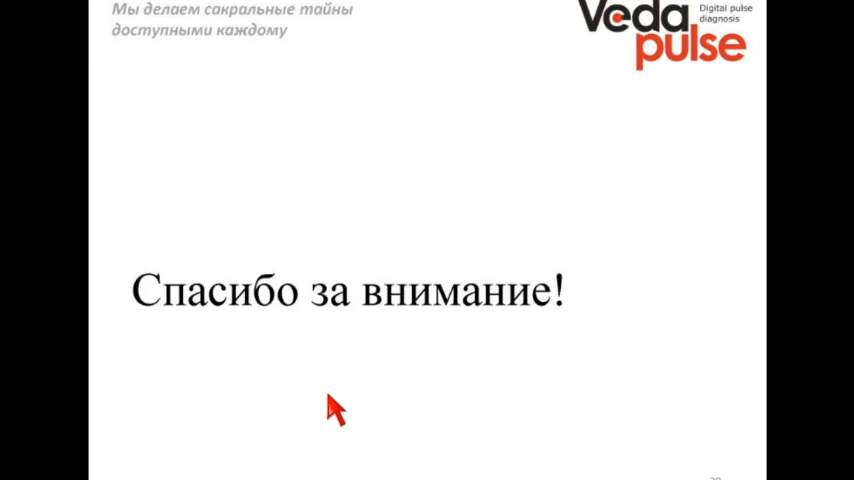 Мы делаем сакральные тайны
доступными каждому
Veda
pulse
Digital pulse
diagnosis
Спасибо за внимание!